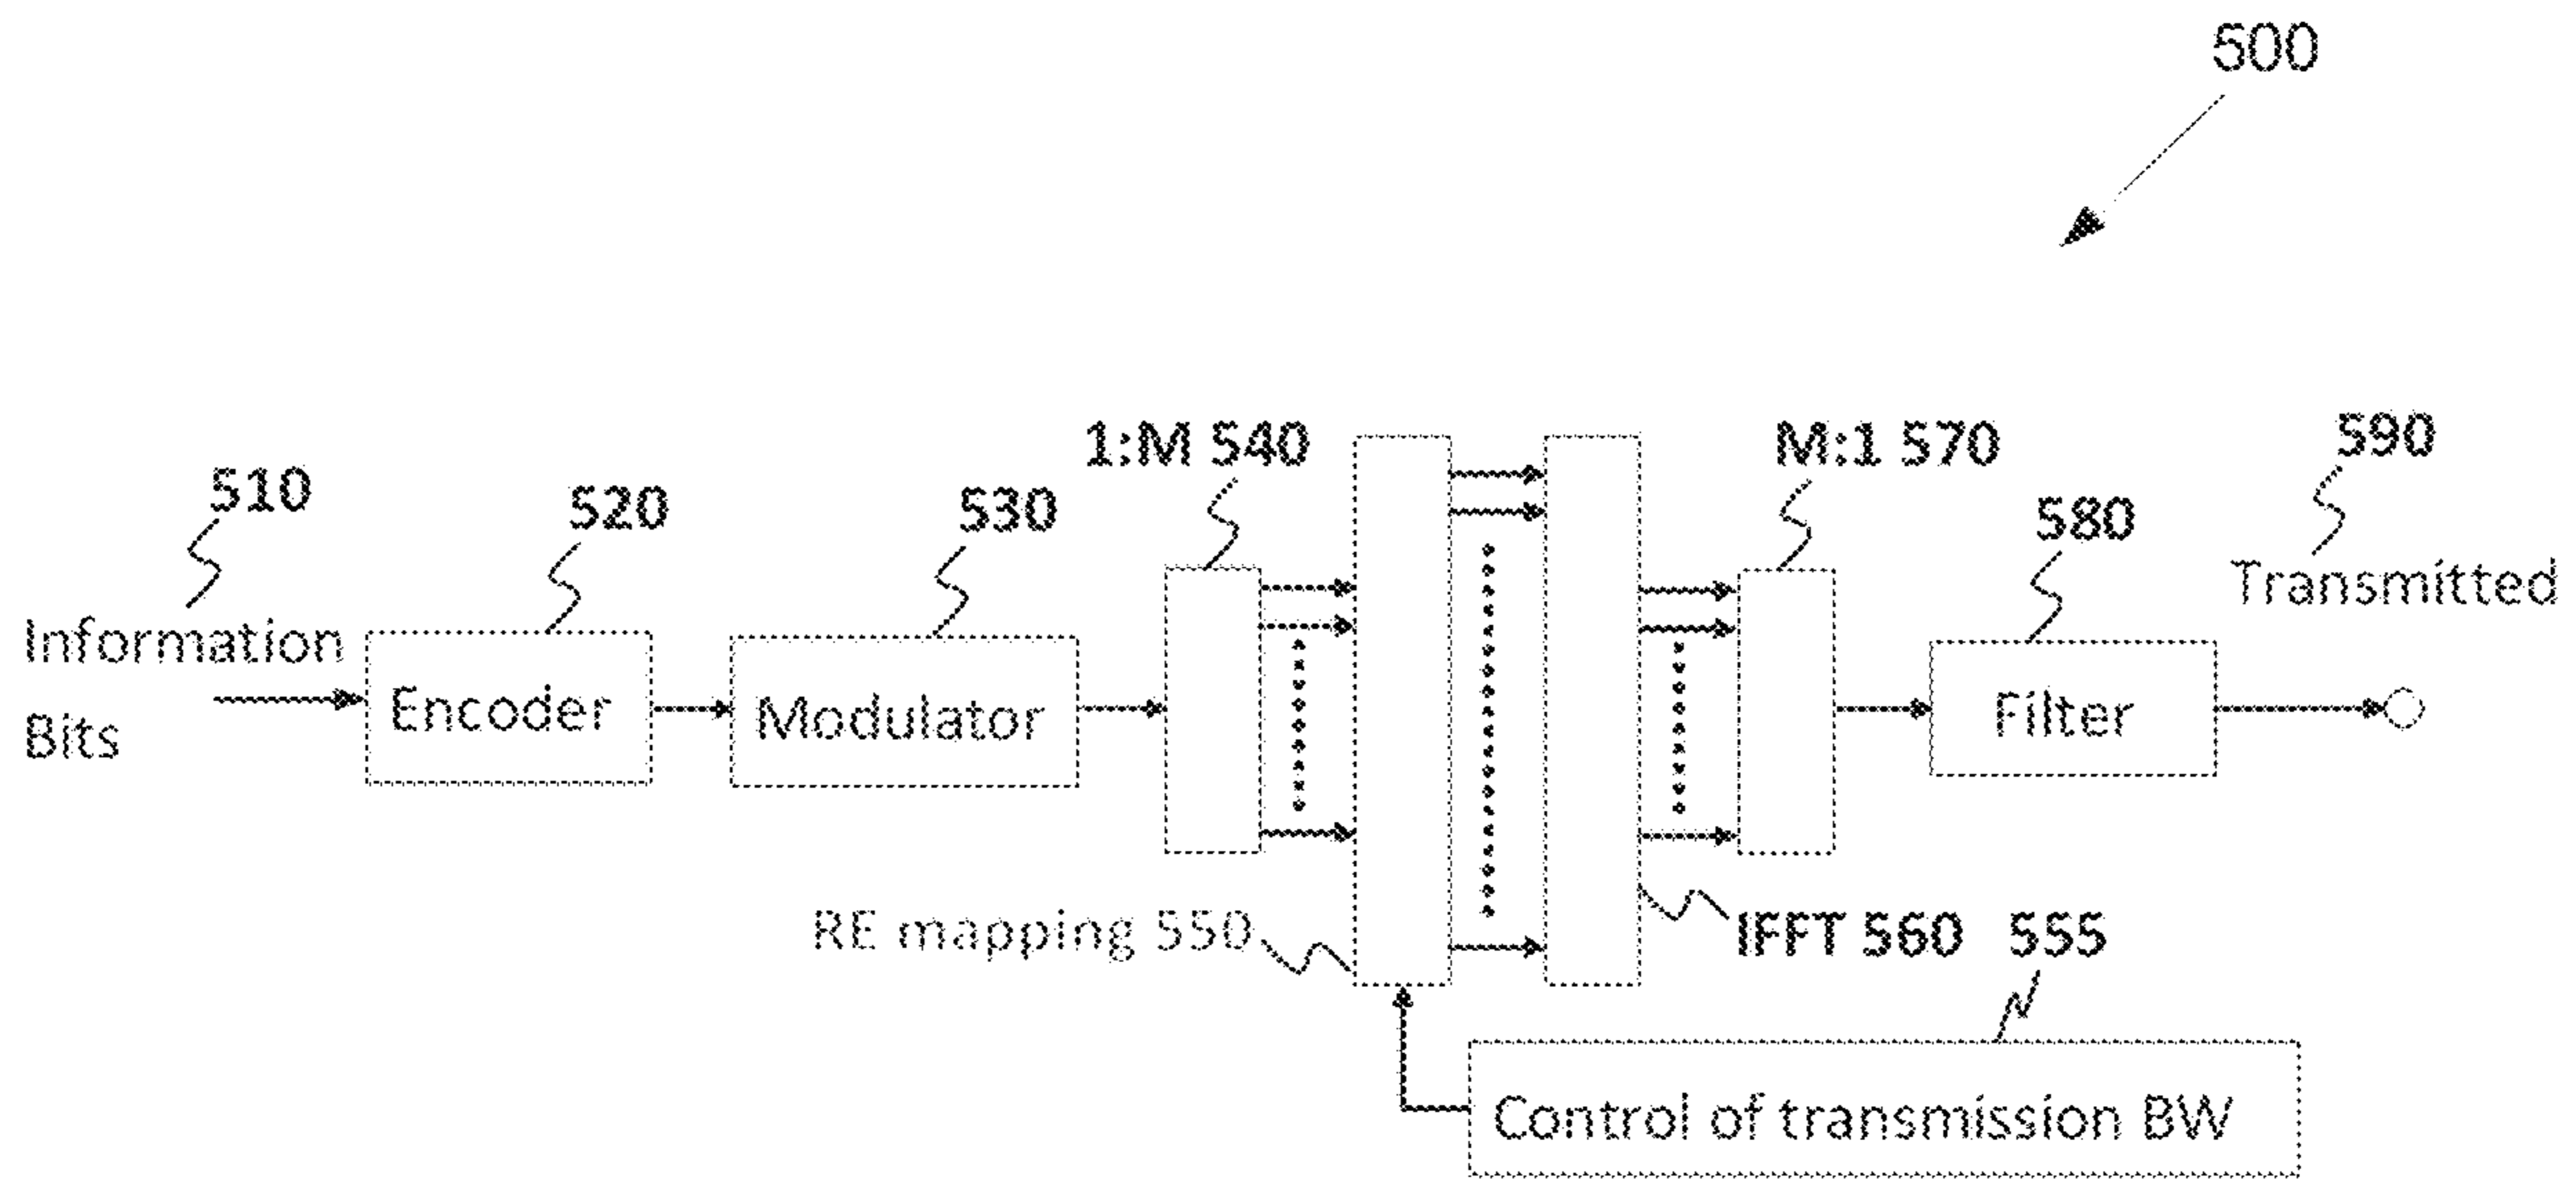 500
1:M 540
M:1 570
590
510
520
530
580
Transmitted
Information
Bits
Encoder
Modulator
Filter
RE mapping 550
IFFT 560
555
Control of transmission BW